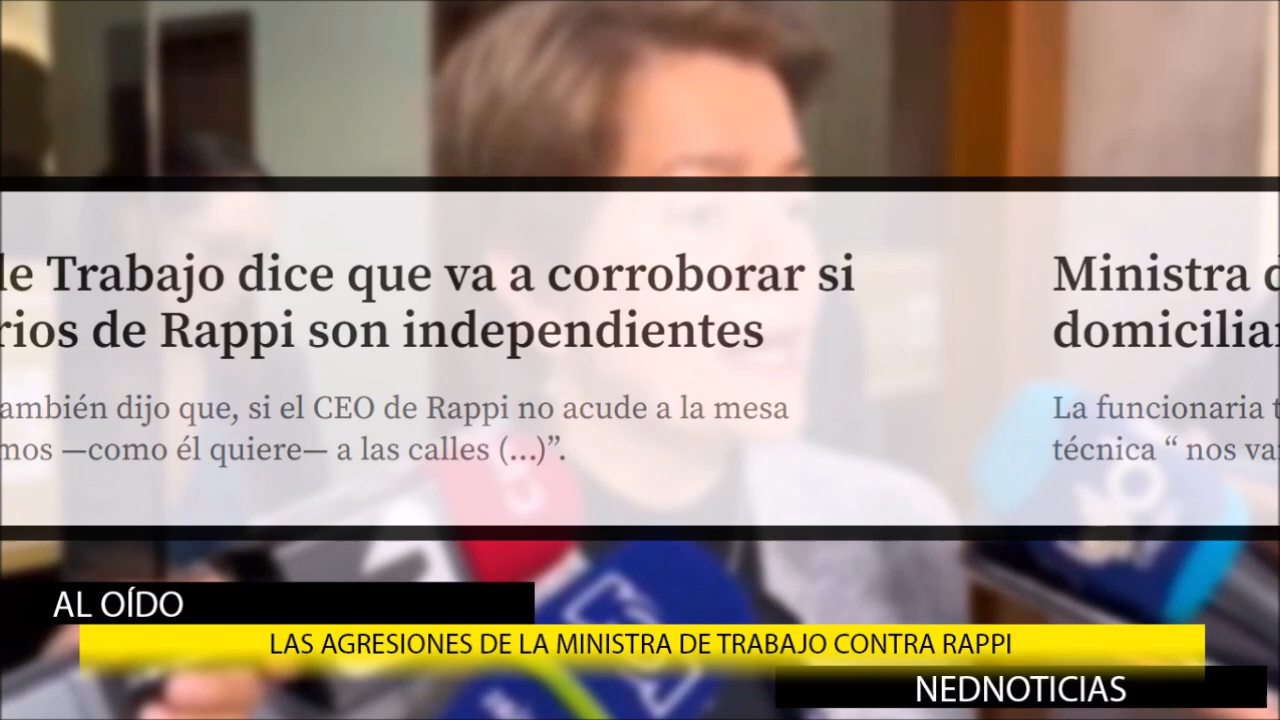 de Trabajo dice que va a corroborar si
rios de Rappi son independientes
ambién dijo que, si el CEO de Rappi no acude a la mesa
mos —como él quiere— a las calles (...)”.
Ministra d
domiciliar
La funcionaria t
técnica “ nos va
AL OÍDO
LAS AGRESIONES DE LA MINISTRA DE TRABAJO CONTRA RAPPI
NEDNOTICIAS